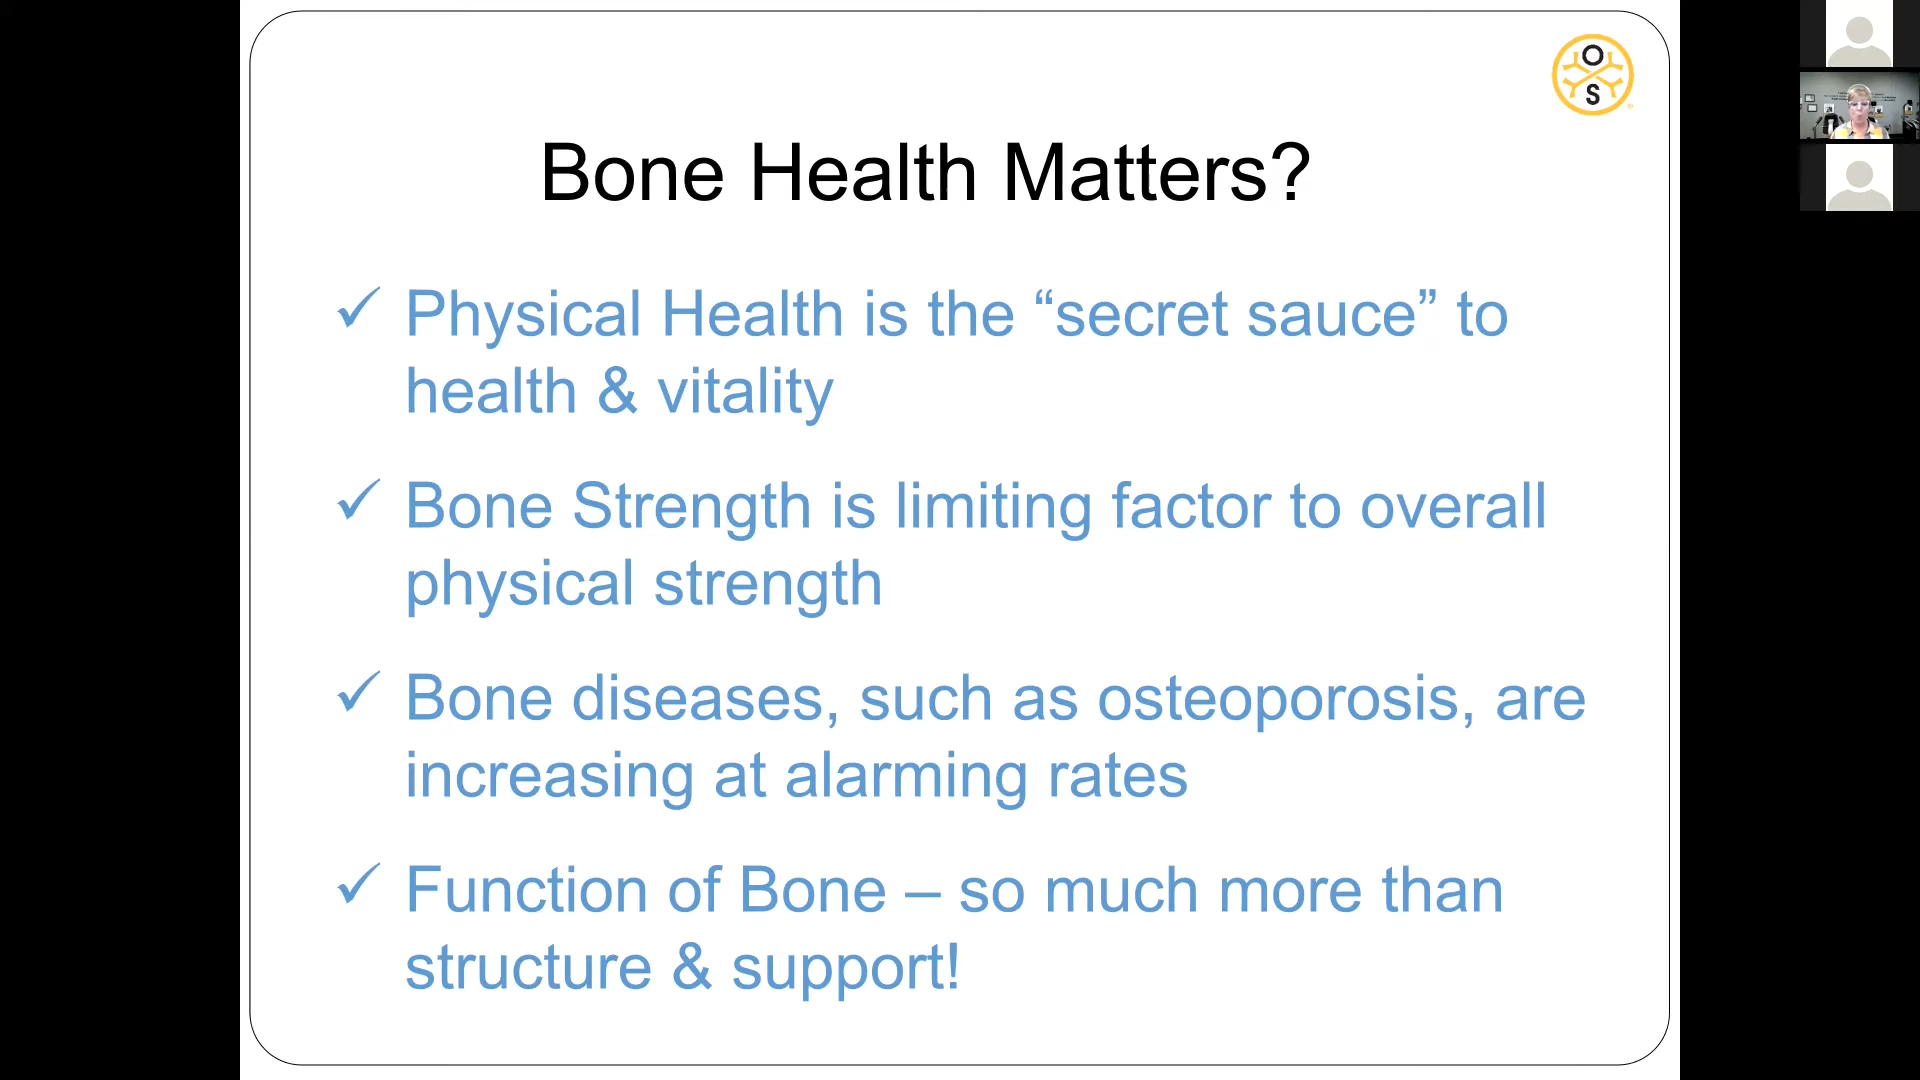 O
S
Bone Health Matters?
✓ Physical Health is the “secret sauce” to
health & vitality
✓ Bone Strength is limiting factor to overall
physical strength
✓ Bone diseases, such as osteoporosis, are
increasing at alarming rates
✓ Function of Bone – so much more than
structure & support!